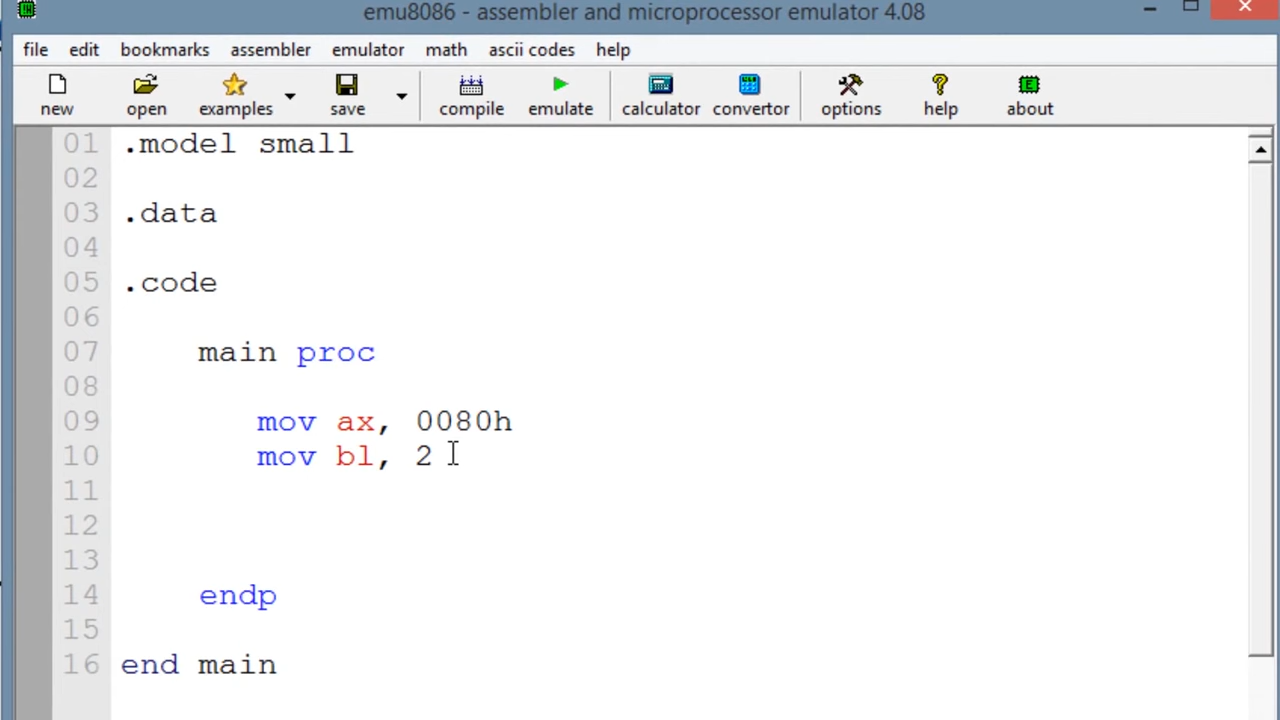 emu8086 - assembler and microprocessor emulator 4.08
file edit bookmarks assembler emulator math ascii codes help
new open examples save compile emulate calculator convertor options help about
01 .model small
02
03 .data
04
05 .code
06
07 main proc
08
09 mov ax, 0080h
10 mov bl, 2
11
12
13
14 endp
15
16 end main